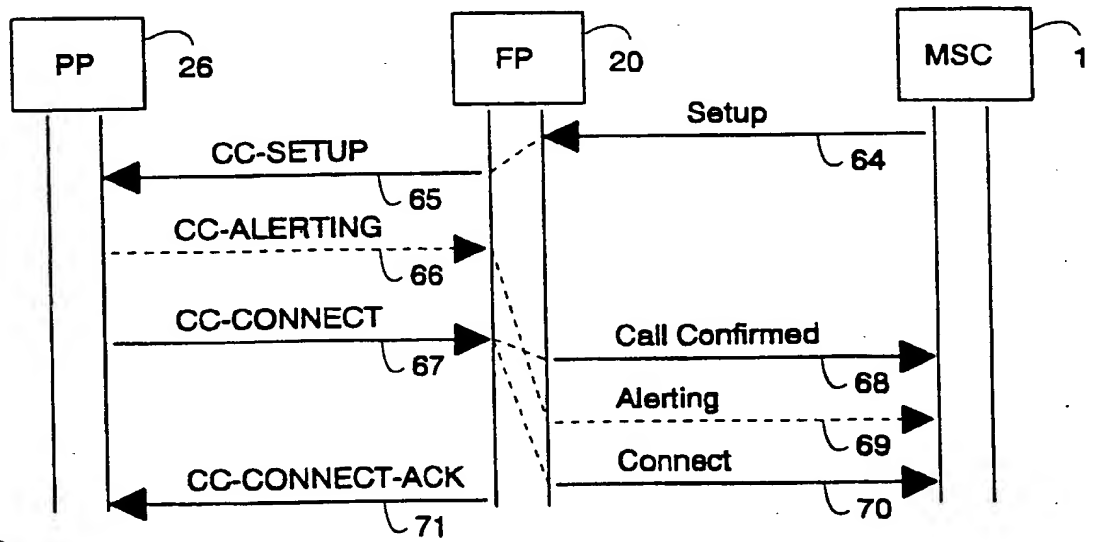 PP
26
FP
20
MSC
1
Setup
64
CC-SETUP
65
CC-ALERTING
66
CC-CONNECT
67
Call Confirmed
68
Alerting
69
Connect
70
CC-CONNECT-ACK
71